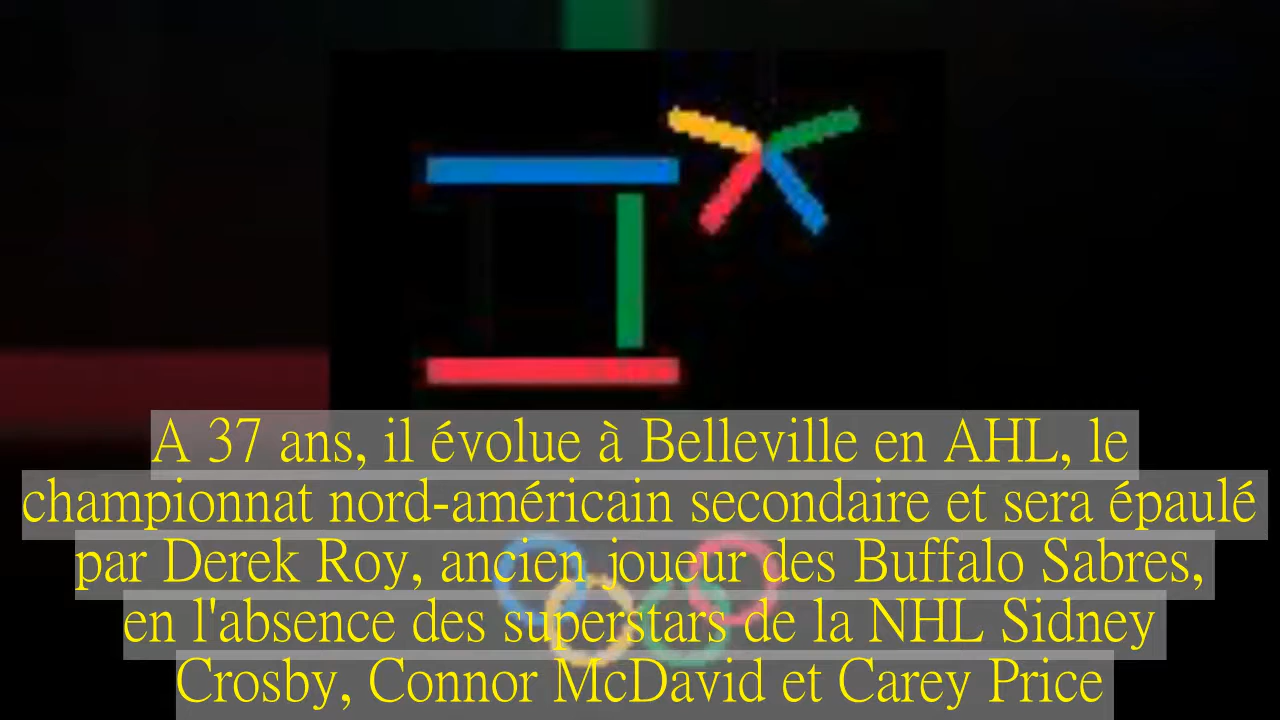 A 37 ans, il évolue à Belleville en AHL, le
championnat nord-américain secondaire et sera épaulé
par Derek Roy, ancien joueur des Buffalo Sabres,
en l'absence des superstars de la NHL Sidney
Crosby, Connor McDavid et Carey Price